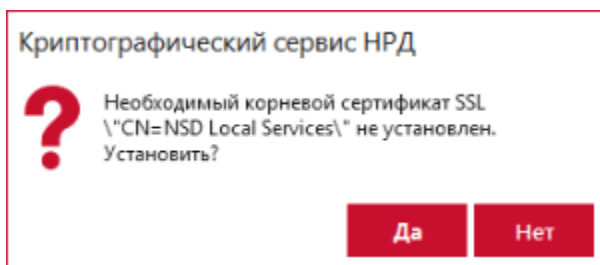 Криптографический сервис НРД
Необходимый корневой сертификат SSL
\"CN=NSD Local Services\" не установлен.
Установить?
Да Нет